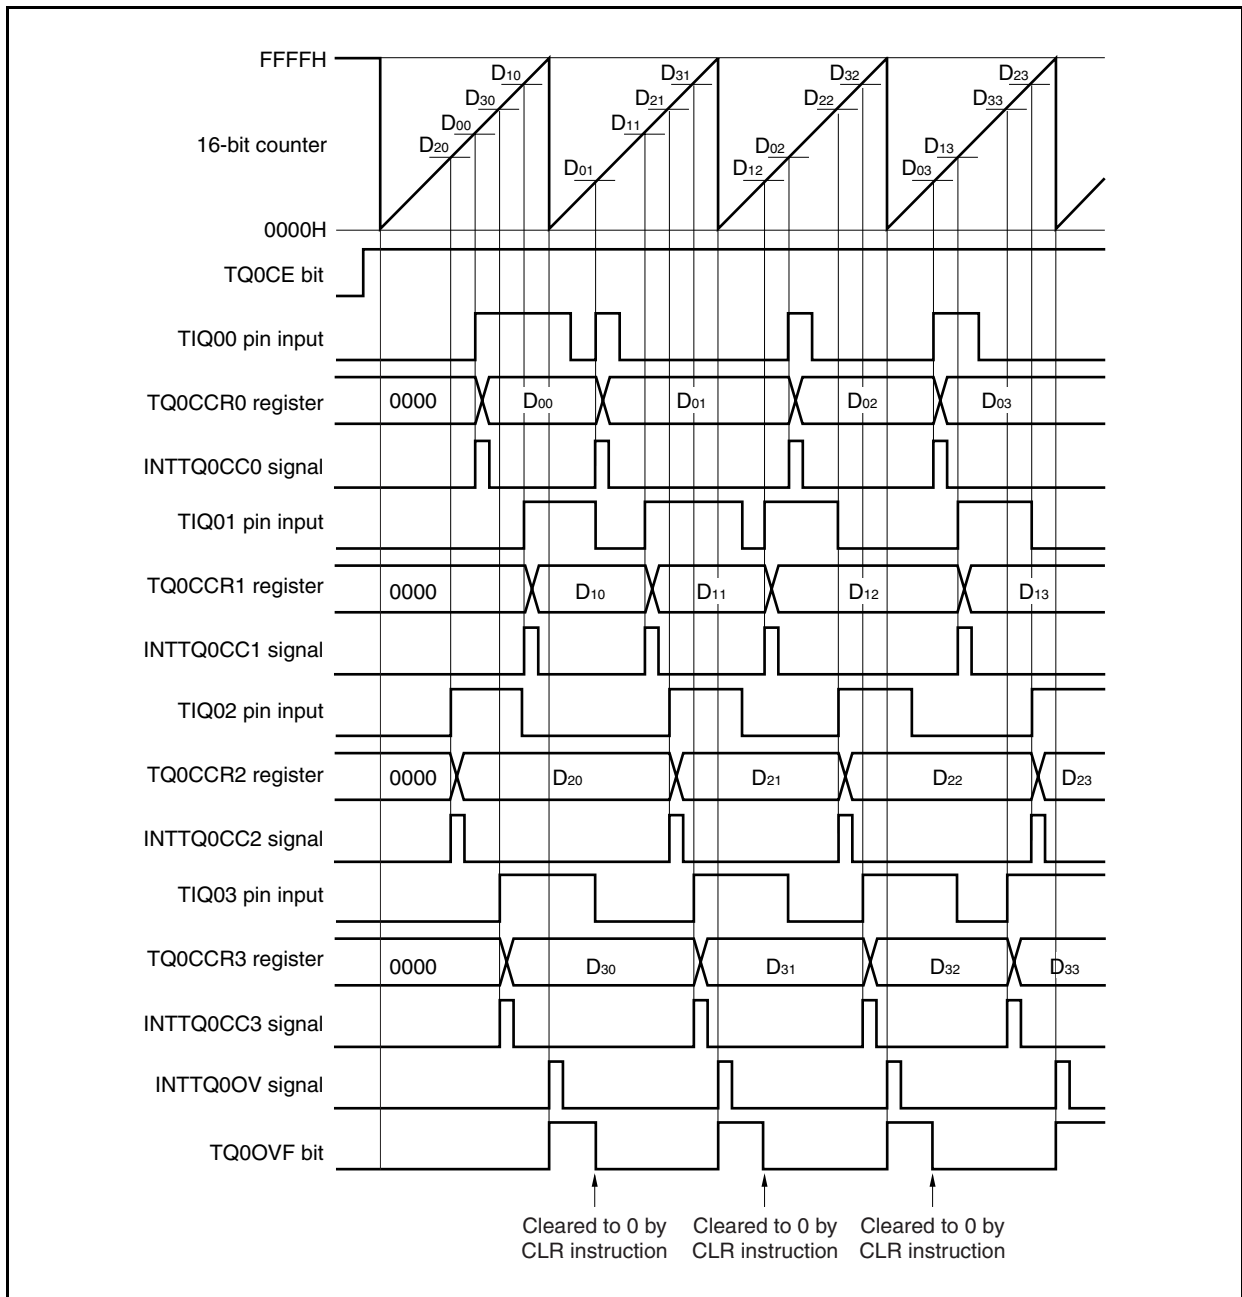 FFFFH
D10
D31
D32
D23
D30
D21
D22
D33
D00
D11
16-bit counter
D20
D02
D13
D01
D12
D03
0000H
TQ0CE bit
TIQ00 pin input
TQ0CCR0 register
0000
D00
D01
D02
D03
INTTQ0CC0 signal
TIQ01 pin input
TQ0CCR1 register
0000
D10
D11
D12
D13
INTTQ0CC1 signal
TIQ02 pin input
TQ0CCR2 register
0000
D20
D21
D22
D23
INTTQ0CC2 signal
TIQ03 pin input
TQ0CCR3 register
0000
D30
D31
D32
D33
INTTQ0CC3 signal
INTTQ0OV signal
TQ0OVF bit
Cleared to 0 by
CLR instruction
Cleared to 0 by
CLR instruction
Cleared to 0 by
CLR instruction